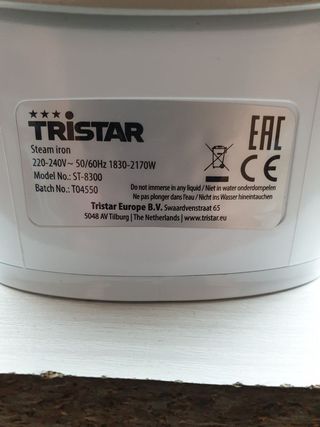 ★★★
TRISTAR
Steam iron
220-240V~ 50/60Hz 1830-2170W
Model No.: ST-8300
Batch No.: TO4550
EAC
CE
Do not immerse in any liquid / Niet in water onderdompelen
Ne pas plonger dans l'eau / Nicht ins Wasser hineintauchen
Tristar Europe B.V. Swaardvenstraat 65
5048 AV Tilburg | The Netherlands | www.tristar.eu